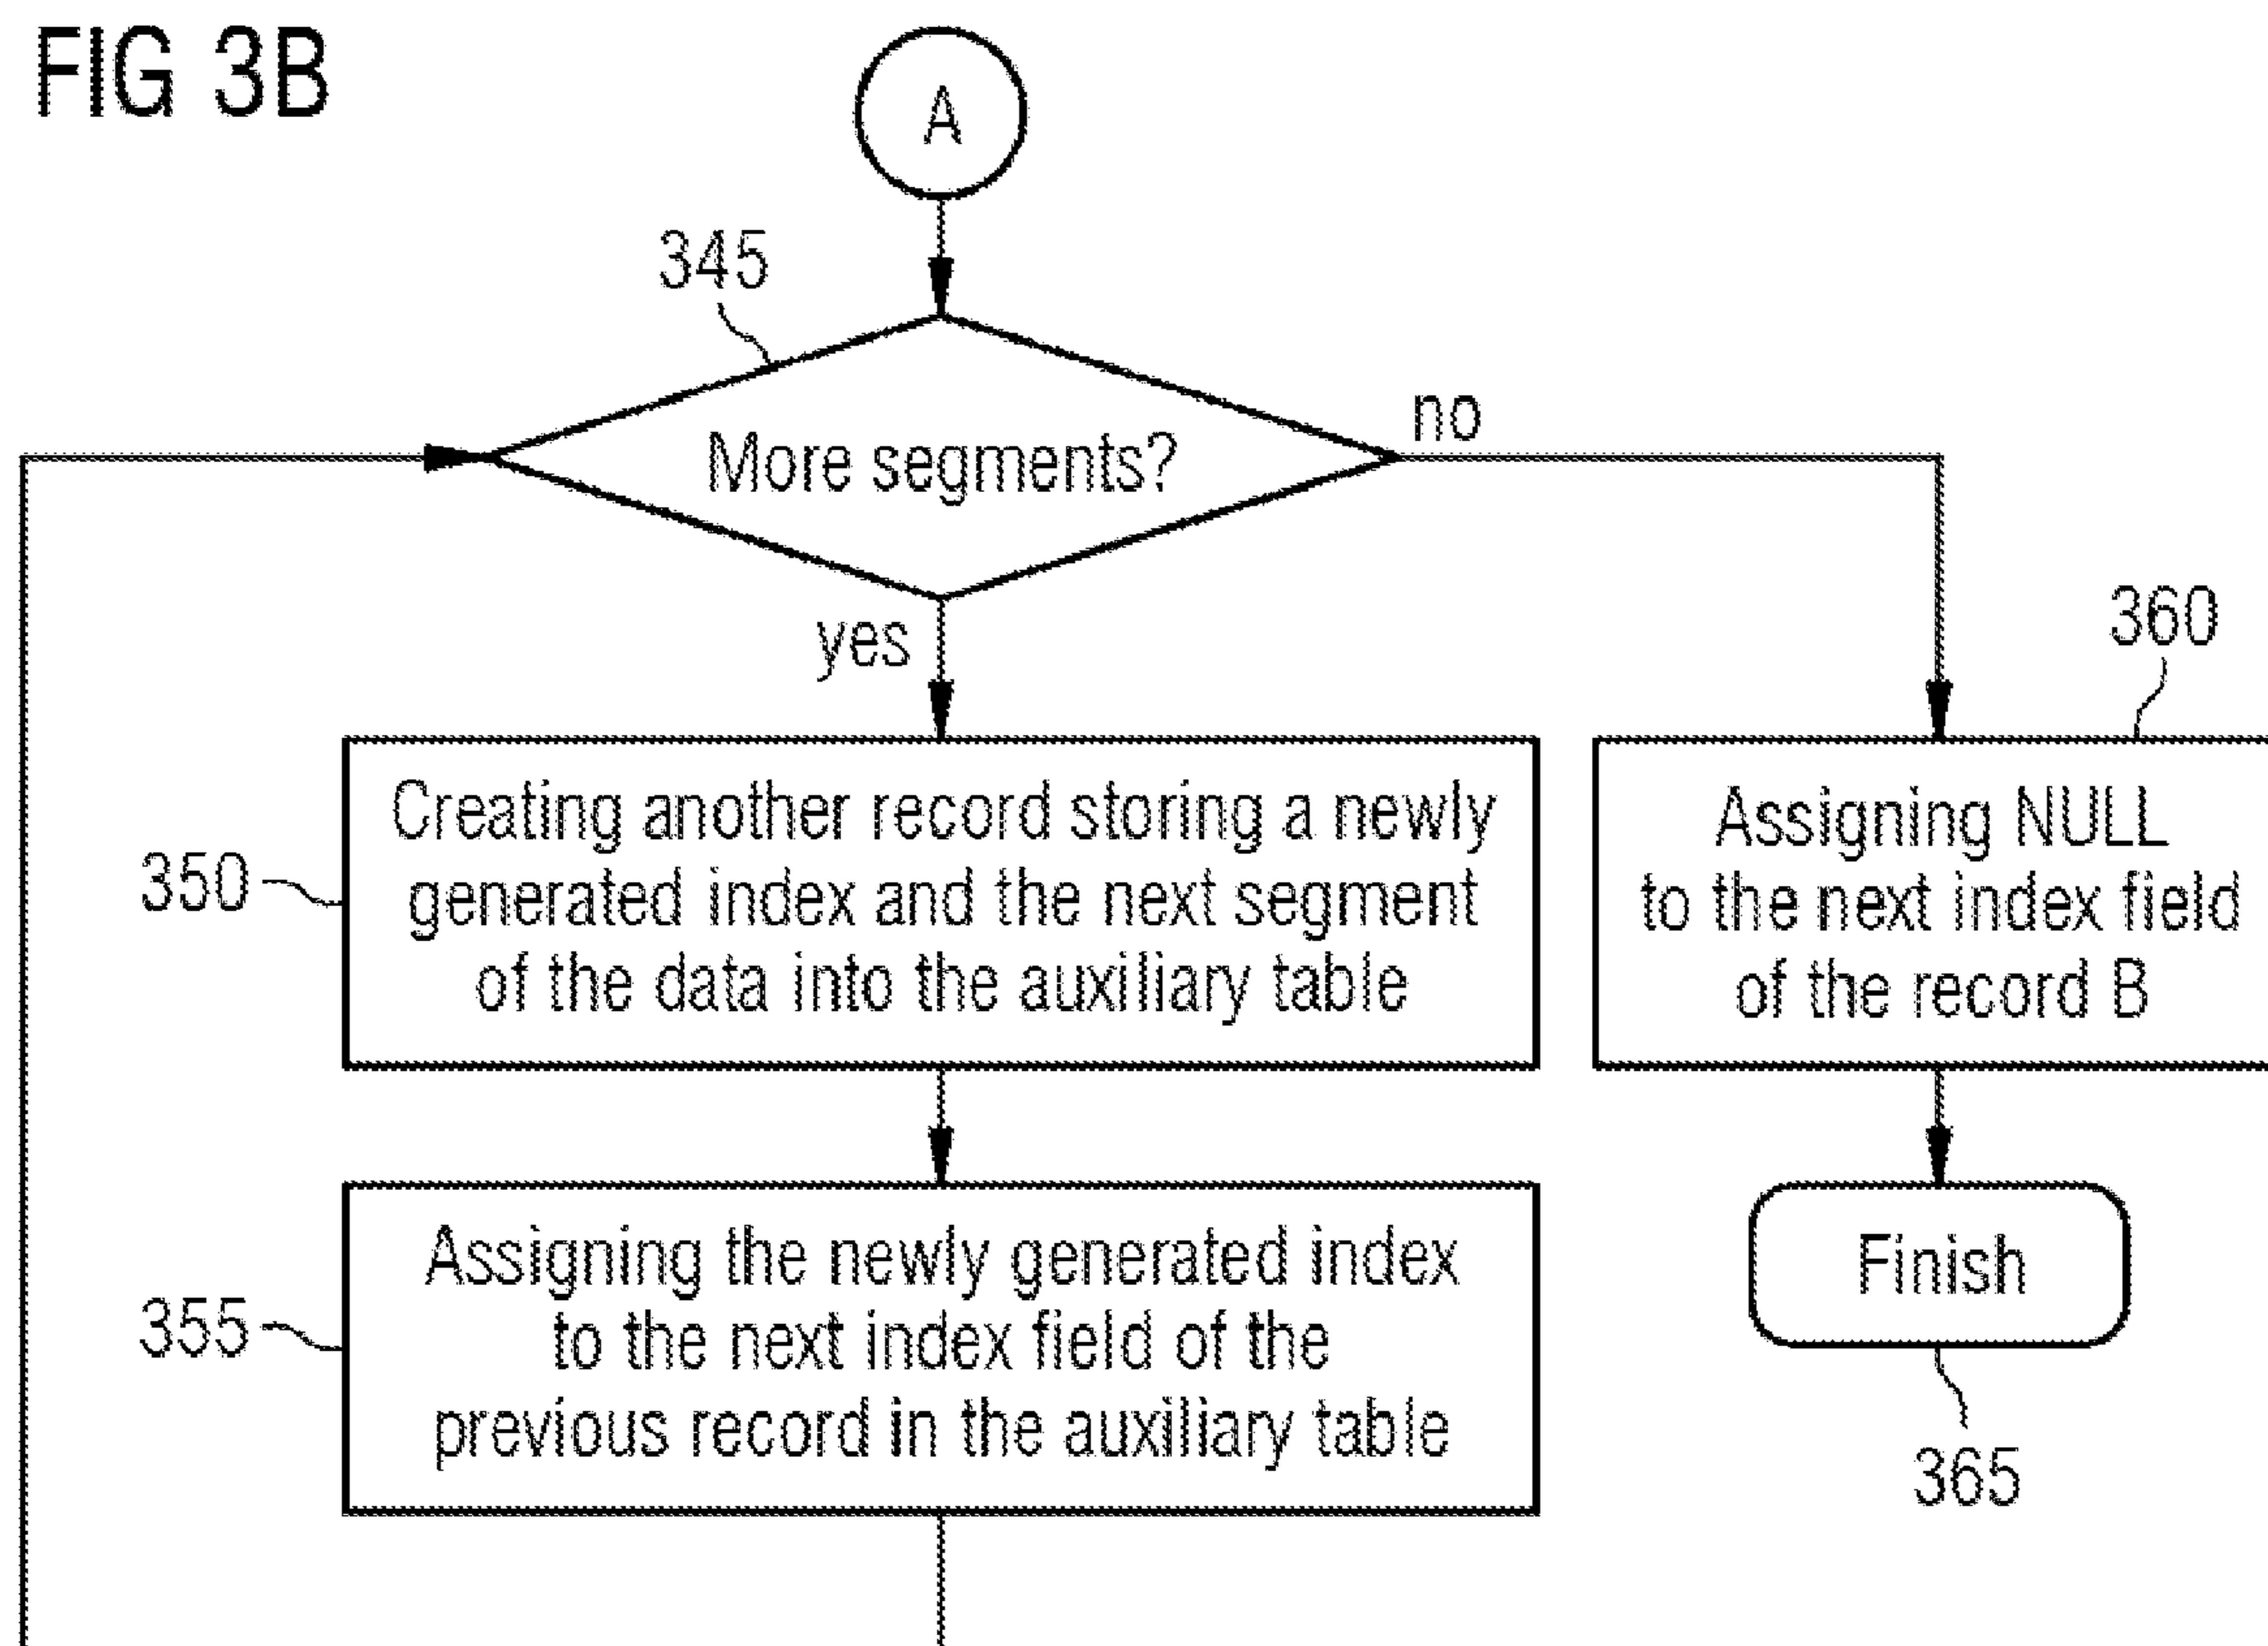 FIG 3B
A
345
More segments?
no
yes
360
350
Creating another record storing a newly
generated index and the next segment
of the data into the auxiliary table
Assigning NULL
to the next index field
of the record B
355
Assigning the newly generated index
to the next index field of the
previous record in the auxiliary table
Finish
365